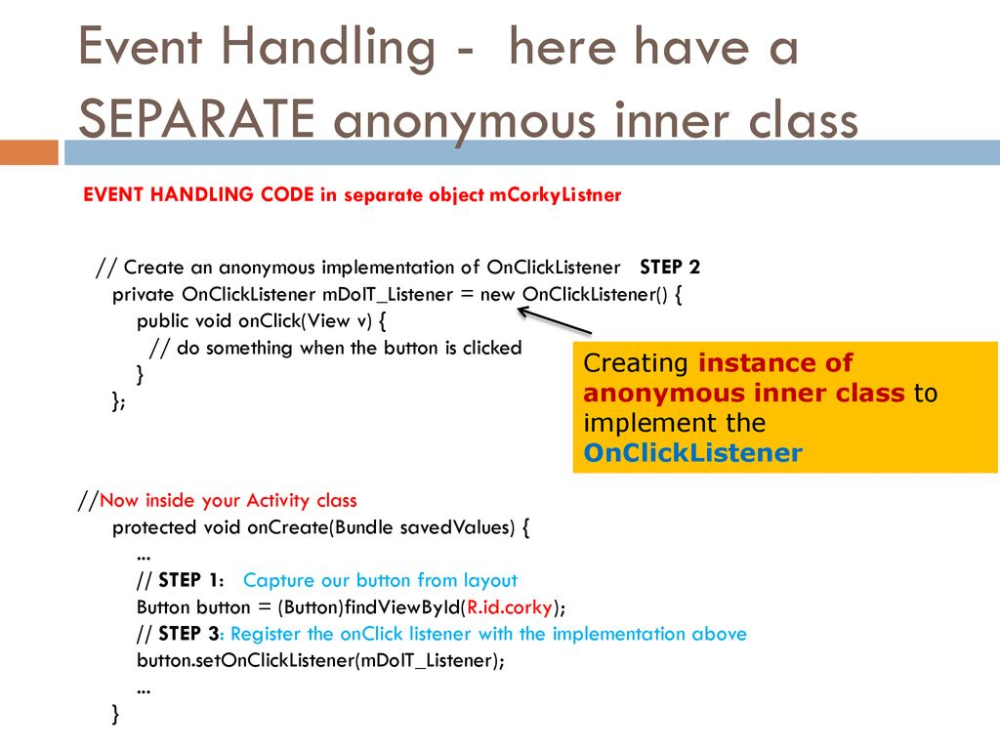 Event Handling - here have a
SEPARATE anonymous inner class
EVENT HANDLING CODE in separate object mCorkyListner
// Create an anonymous implementation of OnClickListener STEP 2
private OnClickListener mDoIT_Listener = new OnClickListener() {
public void onClick(View v) {
// do something when the button is clicked
}
};
Creating instance of
anonymous inner class to
implement the
OnClickListener
//Now inside your Activity class
protected void onCreate(Bundle savedValues) {
...
// STEP 1: Capture our button from layout
Button button = (Button)findViewById(R.id.corky);
// STEP 3: Register the onClick listener with the implementation above
button.setOnClickListener(mDoIT_Listener);
...
}